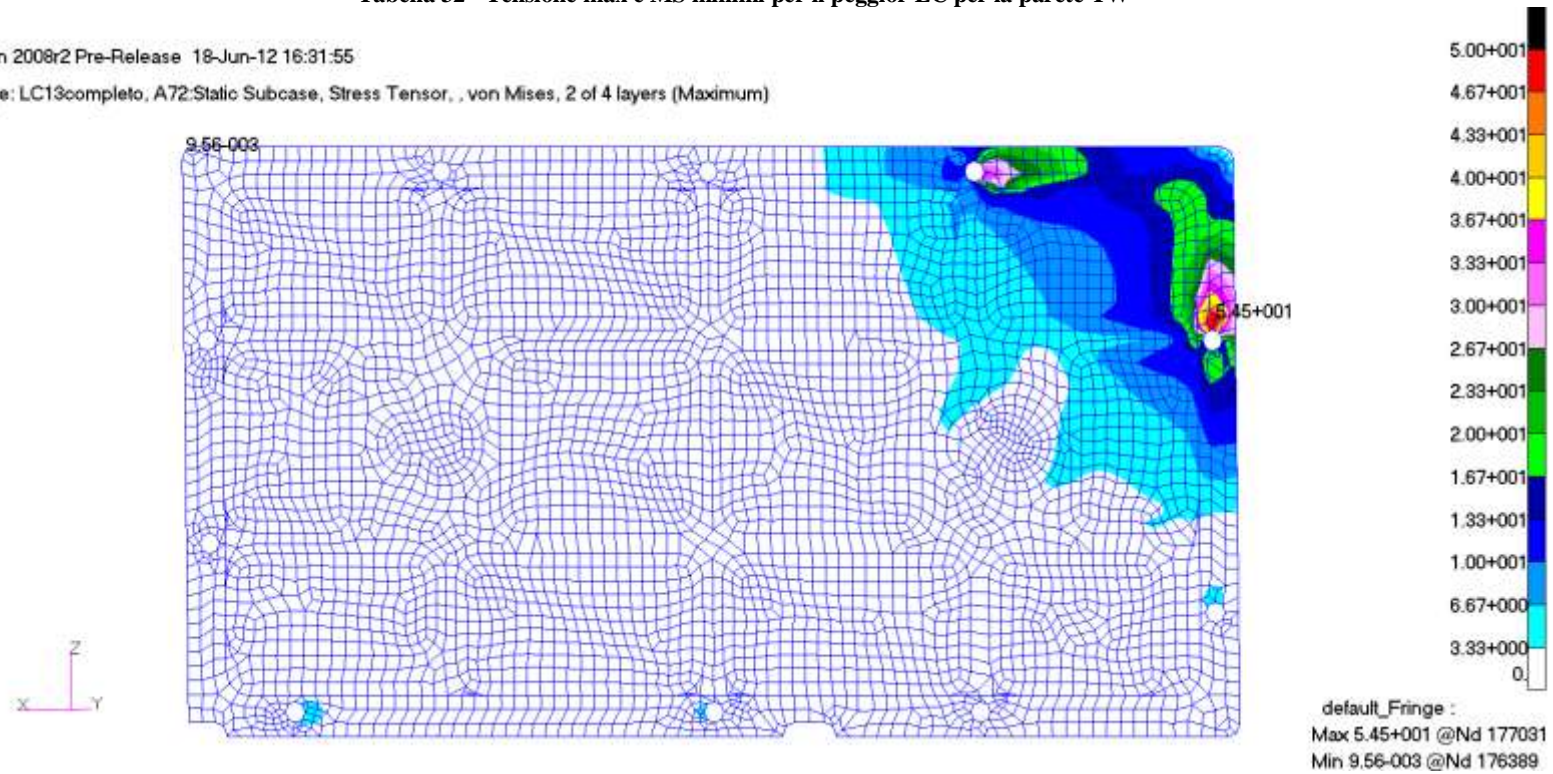 Tabella 32 - Tensione max e MS minimi per il peggior LC per la parete TW
n 2008r2 Pre-Release 18-Jun-12 16:31:55
e: LC13completo, A72:Static Subcase, Stress Tensor, , von Mises, 2 of 4 layers (Maximum)
9.56-003
5.45+001
5.00+001
4.67+001
4.33+001
4.00+001
3.67+001
3.33+001
3.00+001
2.67+001
2.33+001
2.00+001
1.67+001
1.33+001
1.00+001
6.67+000
3.33+000
0.
Z
X Y
default_Fringe :
Max 5.45+001 @Nd 177031
Min 9.56-003 @Nd 176389